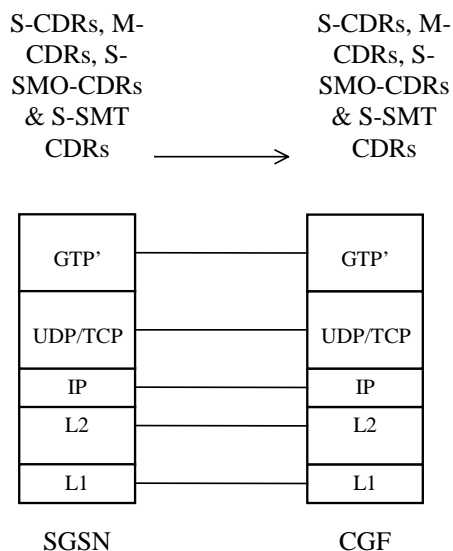 S-CDRs, M-
CDRs, S-
SMO-CDRs
& S-SMT
CDRs
S-CDRs, M-
CDRs, S-
SMO-CDRs
& S-SMT
CDRs
GTP’
GTP’
UDP/TCP
UDP/TCP
IP
IP
L2
L2
L1
L1
SGSN
CGF